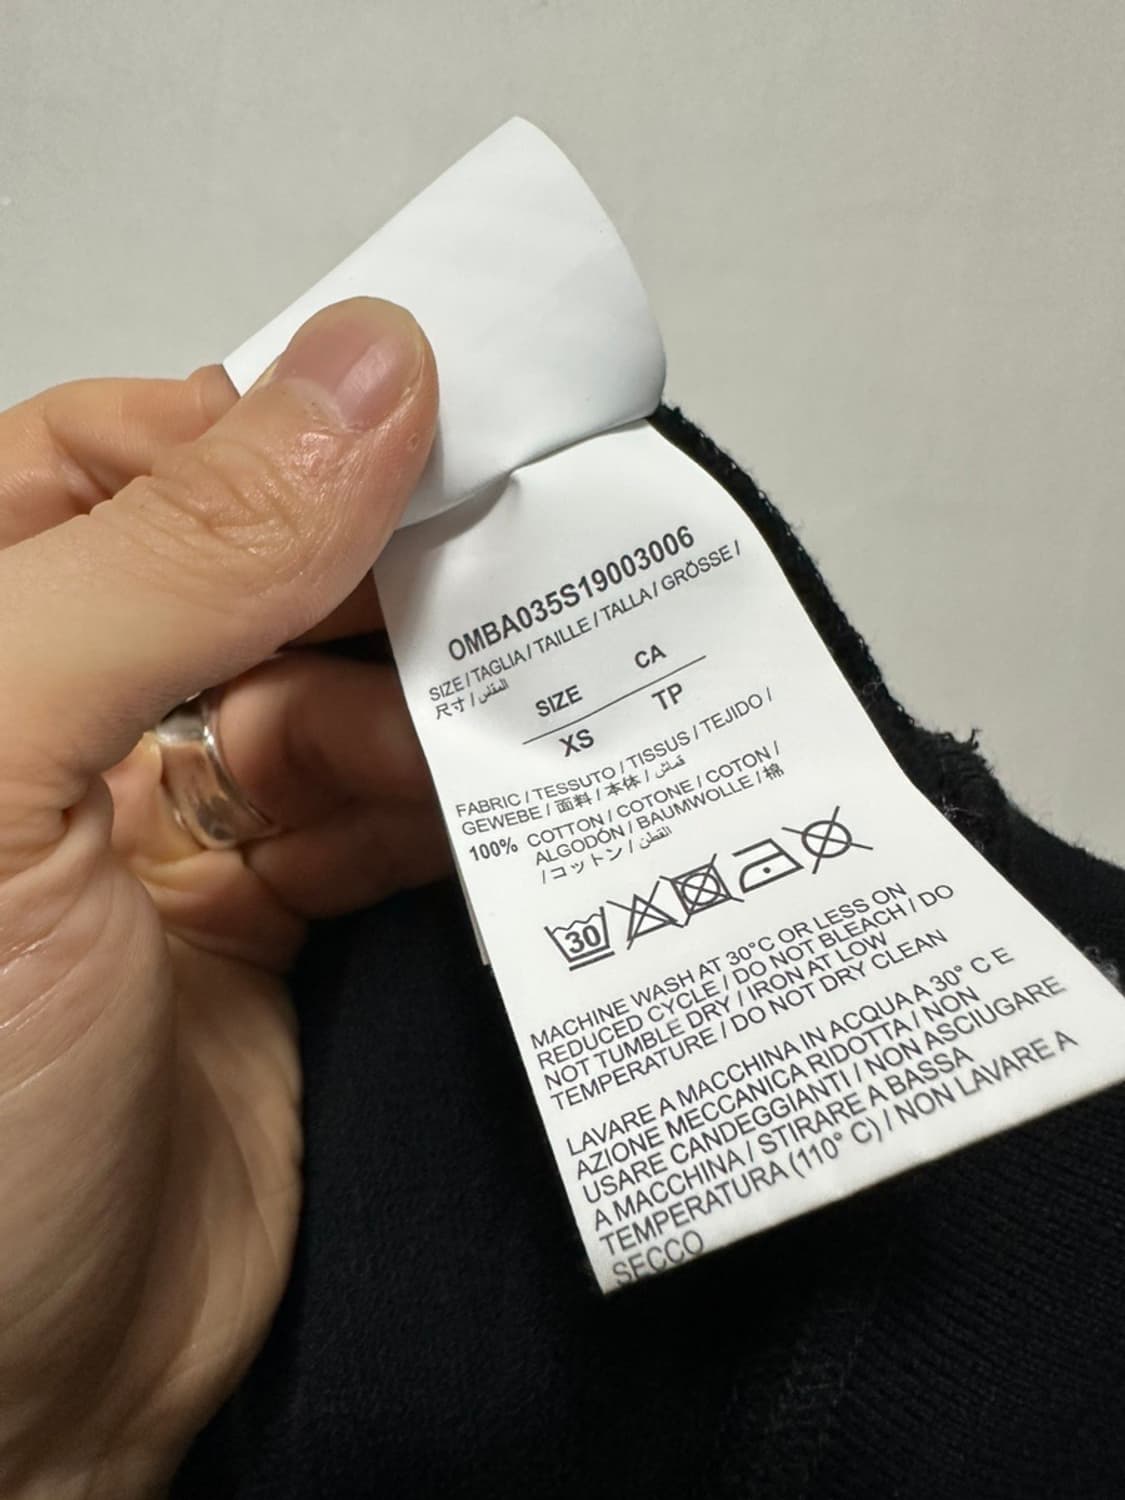 OMBA035S19003006
SIZE / TAGLIA / TAILLE / TALLA / GRÖSSE /
尺寸 / المقاس
SIZE CA
XS TP
FABRIC / TESSUTO / TISSUS / TEJIDO /
GEWEBE / 面料 / 本体 / قماش
100% COTTON / COTONE / COTON /
ALGODÓN / BAUMWOLLE / 棉
/ コットン / القطن
30
MACHINE WASH AT 30°C OR LESS ON
REDUCED CYCLE / DO NOT BLEACH / DO
NOT TUMBLE DRY / IRON AT LOW
TEMPERATURE / DO NOT DRY CLEAN
LAVARE A MACCHINA IN ACQUA A 30° C E
AZIONE MECCANICA RIDOTTA / NON
USARE CANDEGGIANTI / NON ASCIUGARE
A MACCHINA / STIRARE A BASSA
TEMPERATURA (110° C) / NON LAVARE A
SECCO